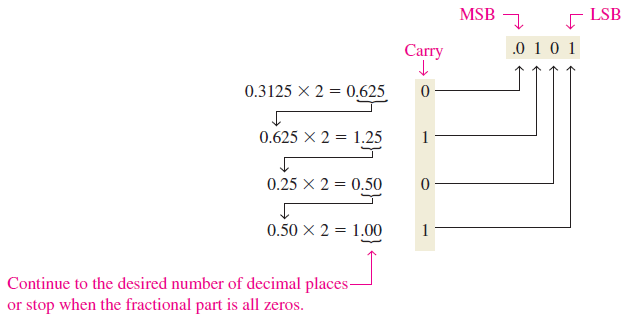 MSB LSB
.0 1 0 1
Carry
0.3125 × 2 = 0.625 0
0.625 × 2 = 1.25 1
0.25 × 2 = 0.50 0
0.50 × 2 = 1.00 1
Continue to the desired number of decimal places
or stop when the fractional part is all zeros.